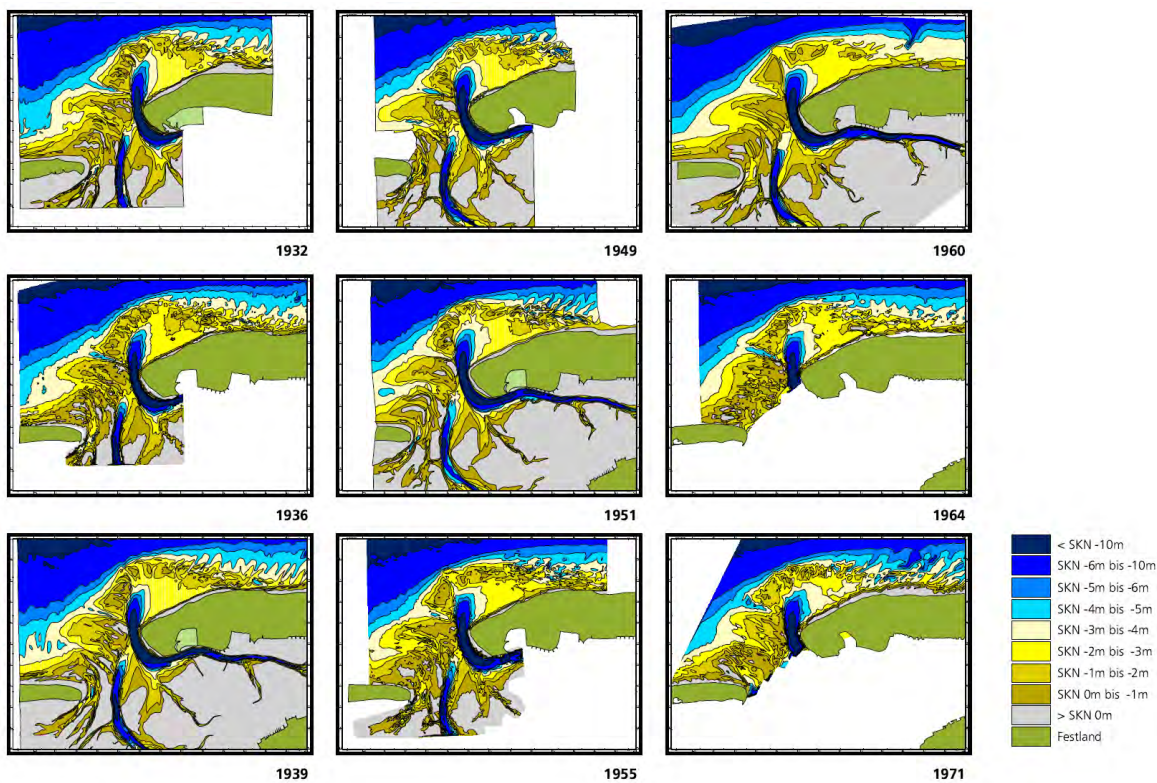 1932
1949
1960
1936
1951
1964
1939
1955
1971
< SKN -10m
SKN -6m bis -10m
SKN -5m bis -6m
SKN -4m bis -5m
SKN -3m bis -4m
SKN -2m bis -3m
SKN -1m bis -2m
SKN 0m bis -1m
> SKN 0m
Festland